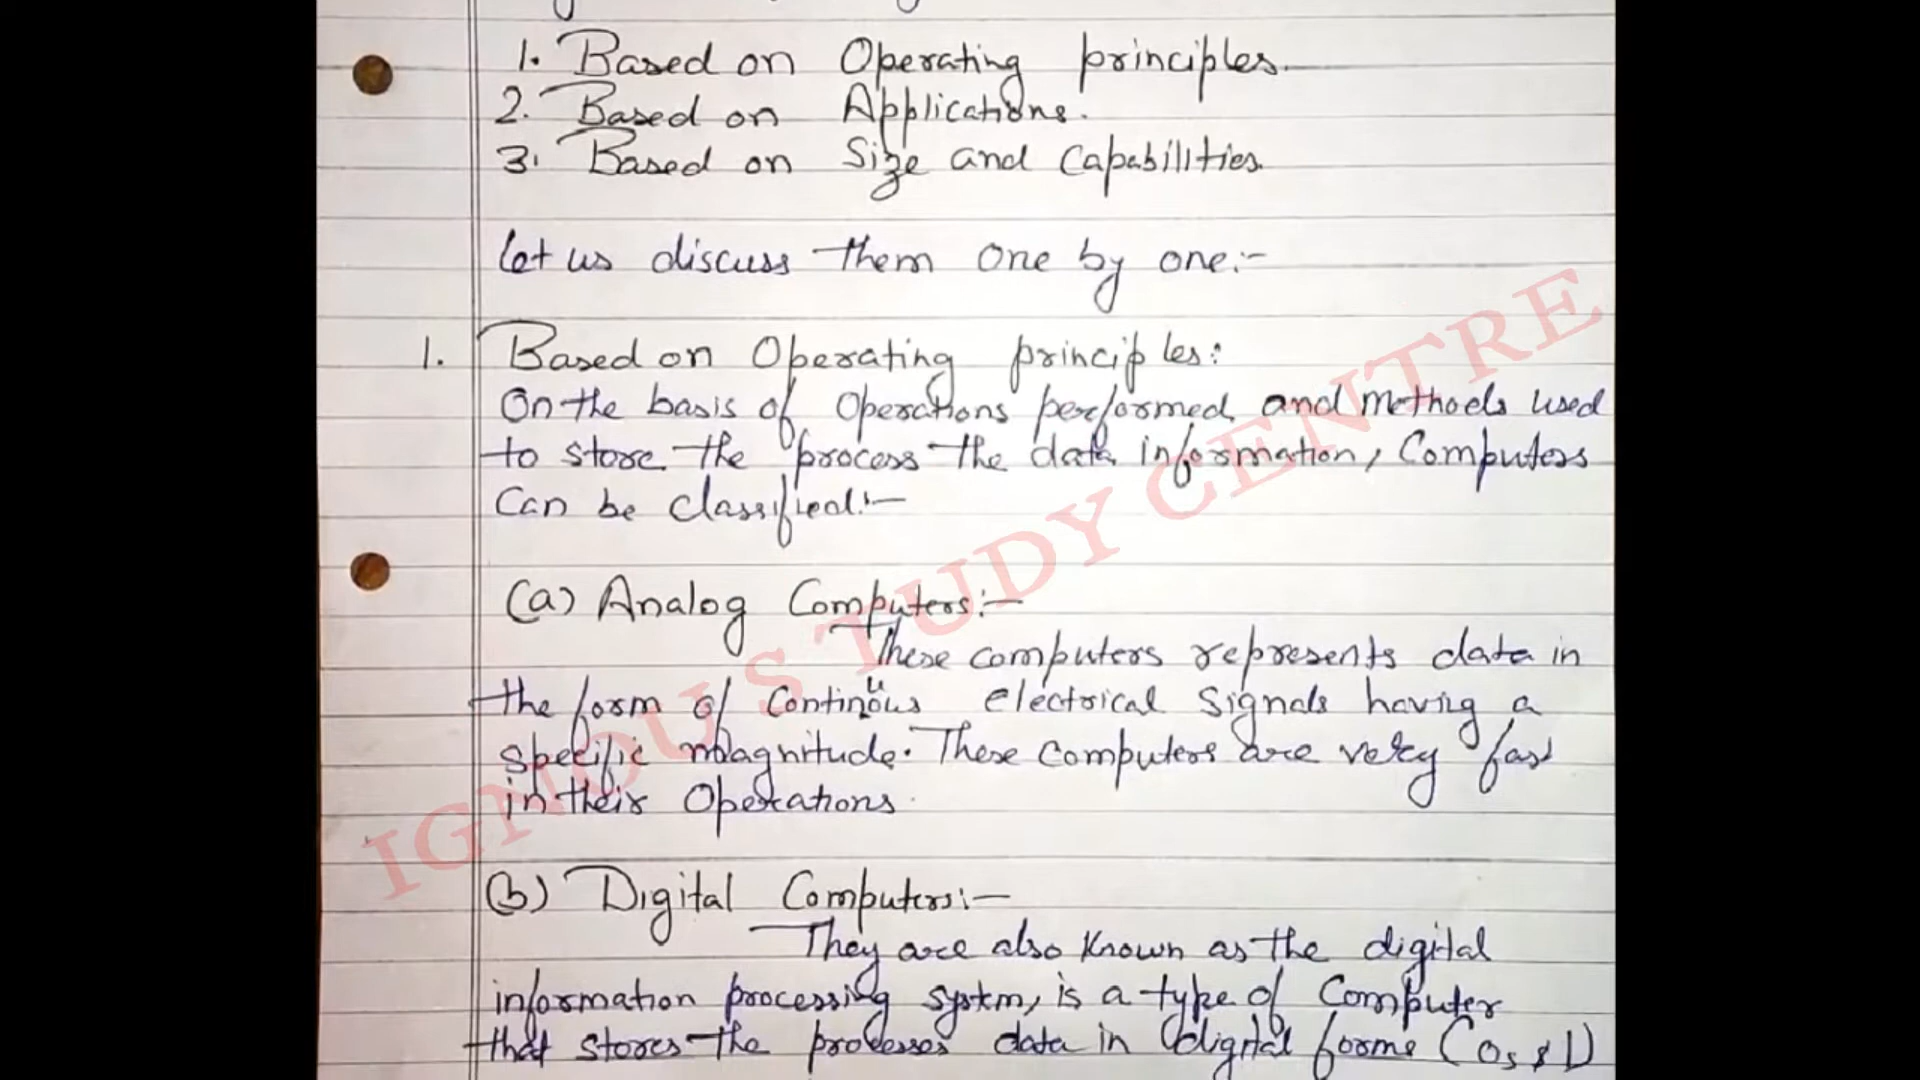 1. Based on Operating principles.
2. Based on Applications.
3. Based on Size and Capabilities.
Let us discuss them one by one:-
1. Based on Operating principles:
On the basis of Operations performed and Methods used
to store the process the data information, Computers
Can be classified:-
(a) Analog Computers:-
These computers represents data in
the form of Continuous electrical Signals having a
specific magnitude. These Computers are very fast
in their Operations.
(b) Digital Computers:-
They are also known as the digital
information processing system, is a type of Computer
that stores the processes data in digital forms (0s & 1)
IGNOU STUDY CENTRE